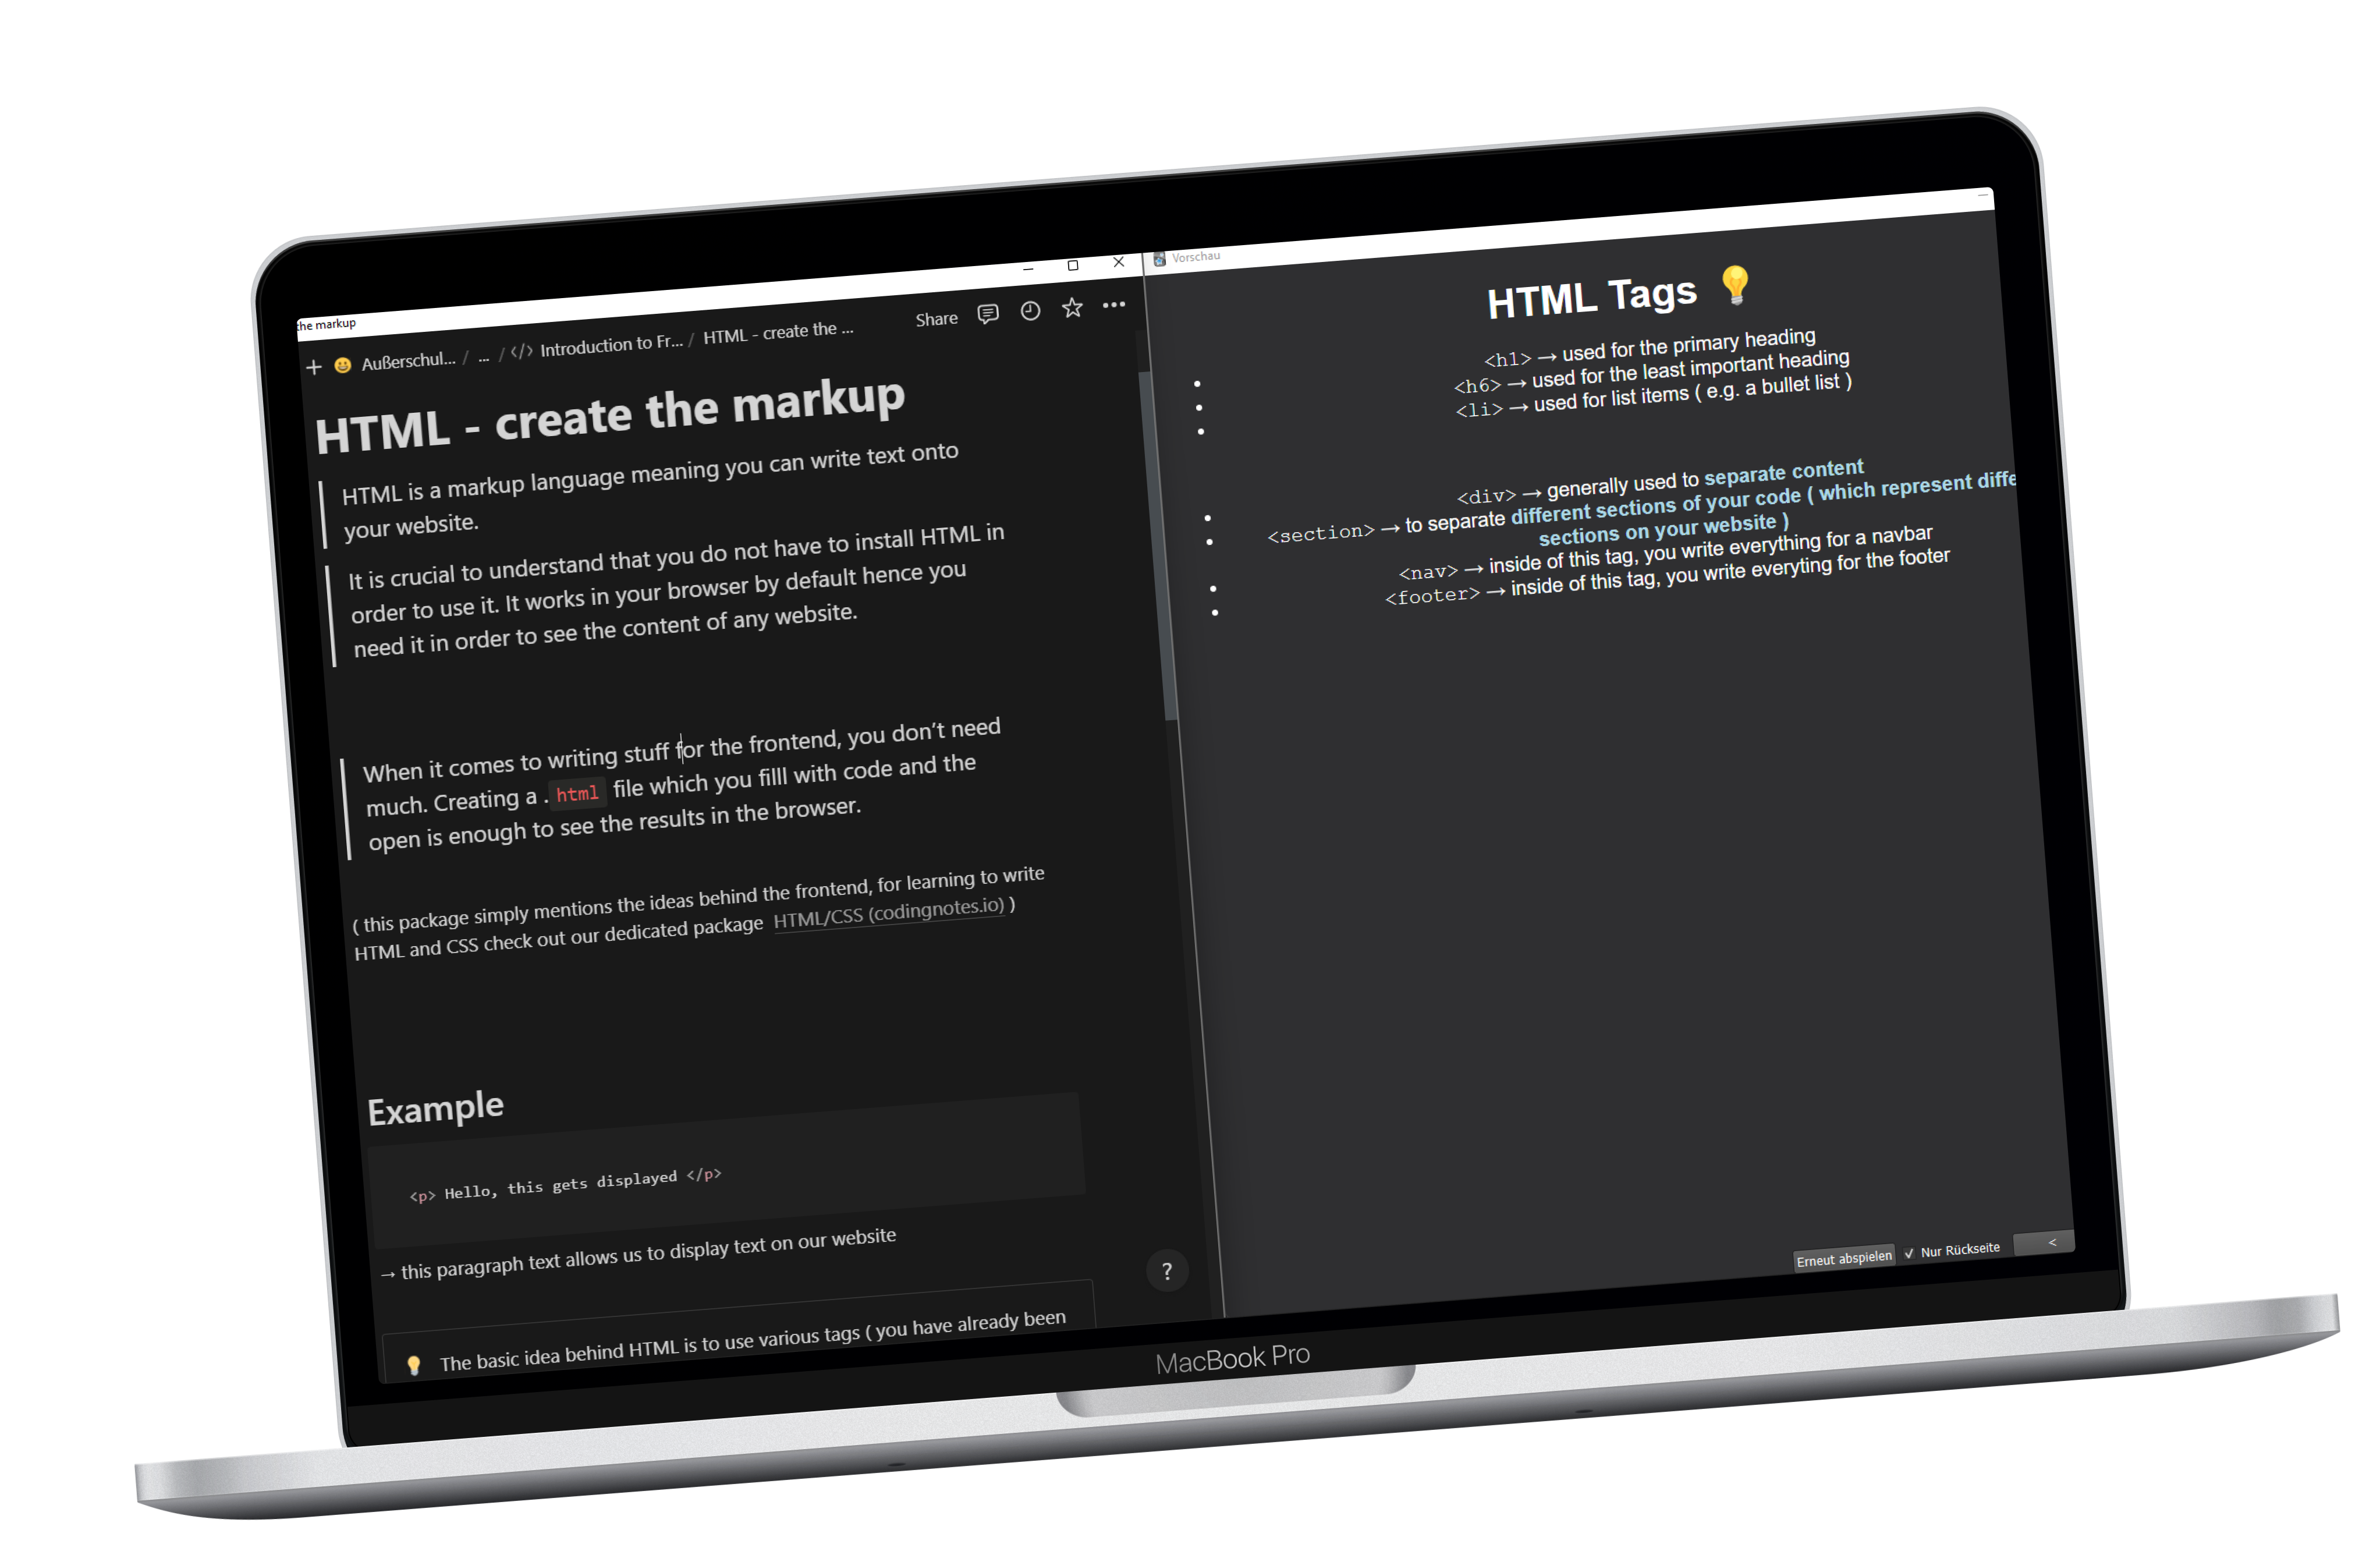 the markup
Außerschul... / ... / </> Introduction to Fr... / HTML - create the ...
Share
HTML - create the markup
HTML is a markup language meaning you can write text onto
your website.
It is crucial to understand that you do not have to install HTML in
order to use it. It works in your browser by default hence you
need it in order to see the content of any website.
When it comes to writing stuff for the frontend, you don’t need
much. Creating a .html file which you filll with code and the
open is enough to see the results in the browser.
( this package simply mentions the ideas behind the frontend, for learning to write
HTML and CSS check out our dedicated package HTML/CSS (codingnotes.io) )
Example
<p> Hello, this gets displayed </p>
→ this paragraph text allows us to display text on our website
?
The basic idea behind HTML is to use various tags ( you have already been
Vorschau
HTML Tags
<h1> → used for the primary heading
<h6> → used for the least important heading
<li> → used for list items ( e.g. a bullet list )
<div> → generally used to separate content
<section> → to separate different sections of your code ( which represent diffe
sections on your website )
<nav> → inside of this tag, you write everything for a navbar
<footer> → inside of this tag, you write everyting for the footer
Erneut abspielen ✓ Nur Rückseite <
MacBook Pro